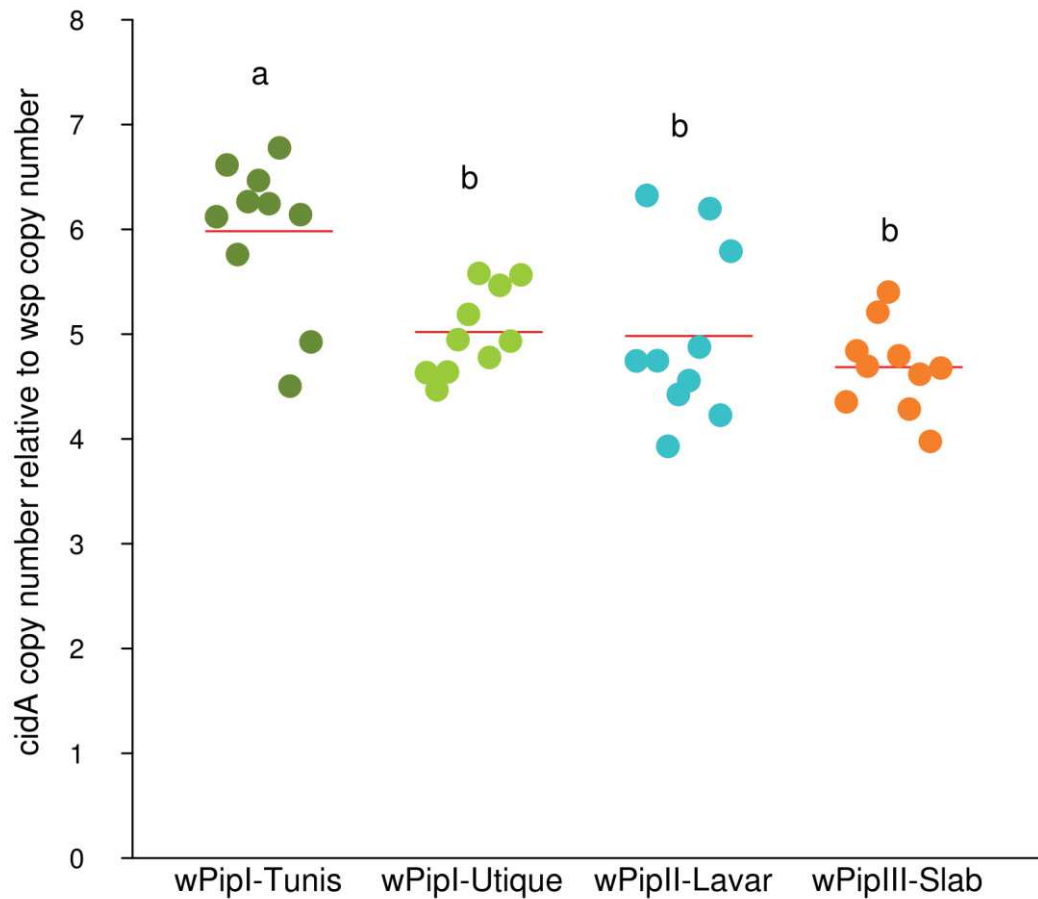 cidA copy number relative to wsp copy number
8
7
6
5
4
3
2
1
0
a
b
b
b
wPipI-Tunis wPipI-Utique wPipII-Lavar wPipIII-Slab